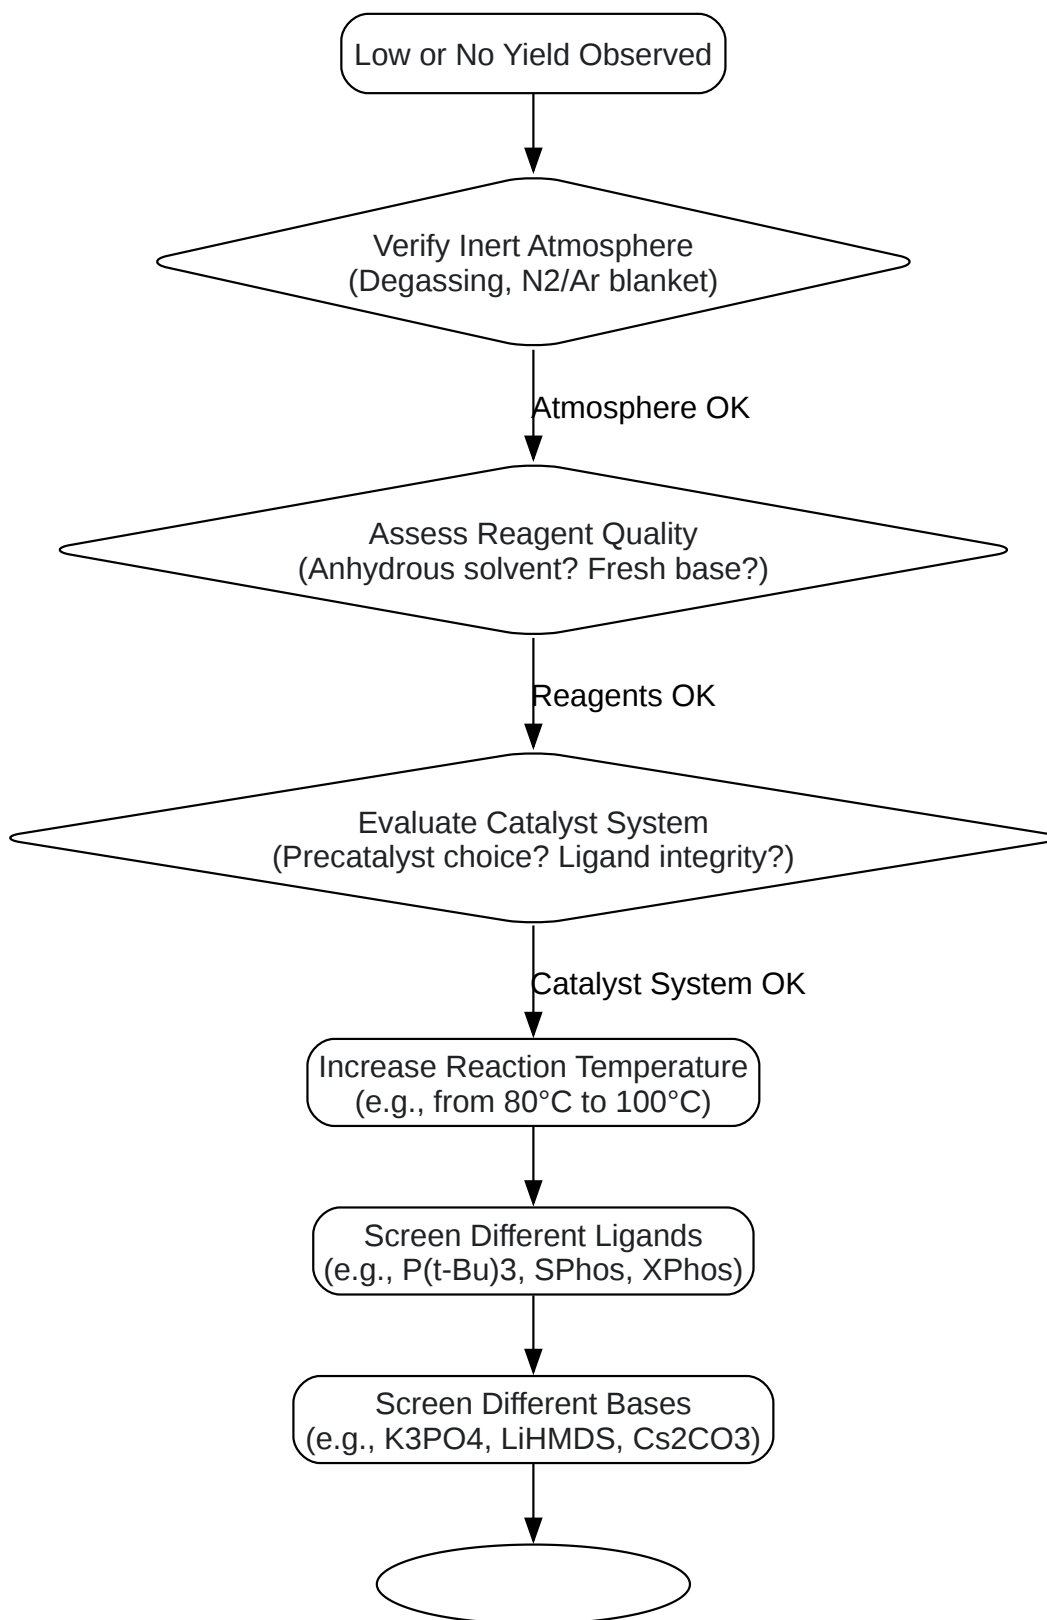 Low or No Yield Observed
Verify Inert Atmosphere
(Degassing, N2/Ar blanket)
Atmosphere OK
Assess Reagent Quality
(Anhydrous solvent? Fresh base?)
Reagents OK
Evaluate Catalyst System
(Precatalyst choice? Ligand integrity?)
Catalyst System OK
Increase Reaction Temperature
(e.g., from 80°C to 100°C)
Screen Different Ligands
(e.g., P(t-Bu)3, SPhos, XPhos)
Screen Different Bases
(e.g., K3PO4, LiHMDS, Cs2CO3)